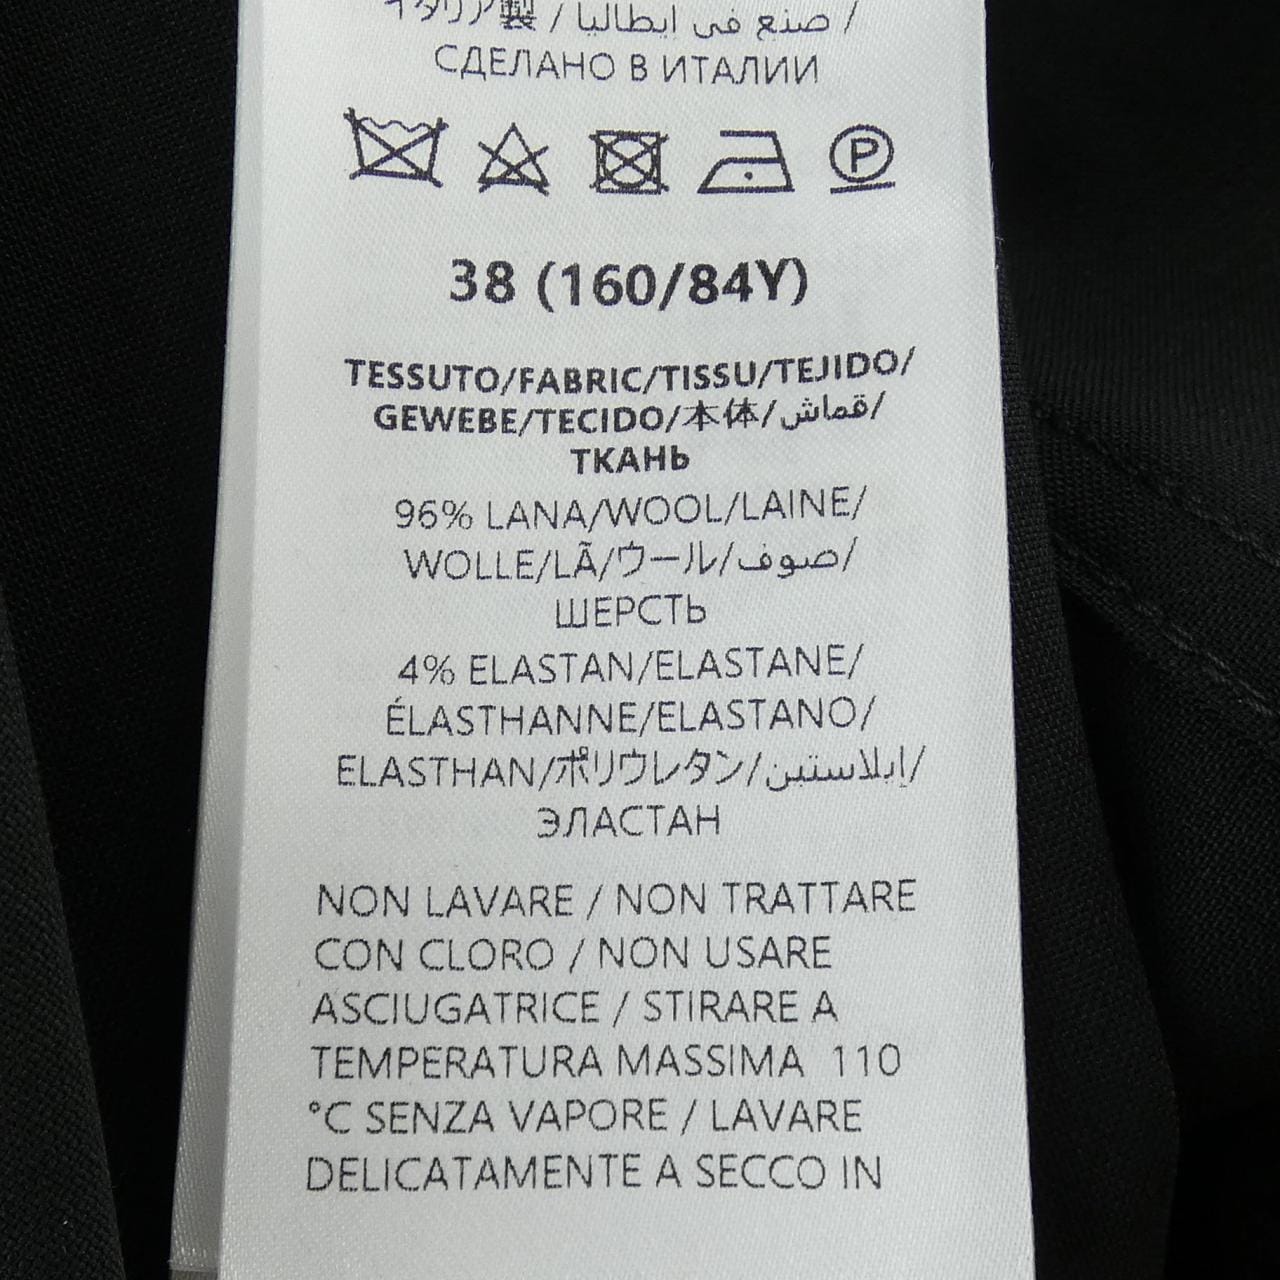 イタリア製 / صنع في ايطاليا /
СДЕЛАНО В ИТАЛИИ
P
38 (160/84Y)
TESSUTO/FABRIC/TISSU/TEJIDO/
GEWEBE/TECIDO/本体/قماش/
ТКАНЬ
96% LANA/WOOL/LAINE/
WOLLE/LÃ/ウール/صوف/
ШЕРСТЬ
4% ELASTAN/ELASTANE/
ÉLASTHANNE/ELASTANO/
ELASTHAN/ポリウレタン/إيلاستين/
ЭЛАСТАН
NON LAVARE / NON TRATTARE
CON CLORO / NON USARE
ASCIUGATRICE / STIRARE A
TEMPERATURA MASSIMA 110
°C SENZA VAPORE / LAVARE
DELICATAMENTE A SECCO IN